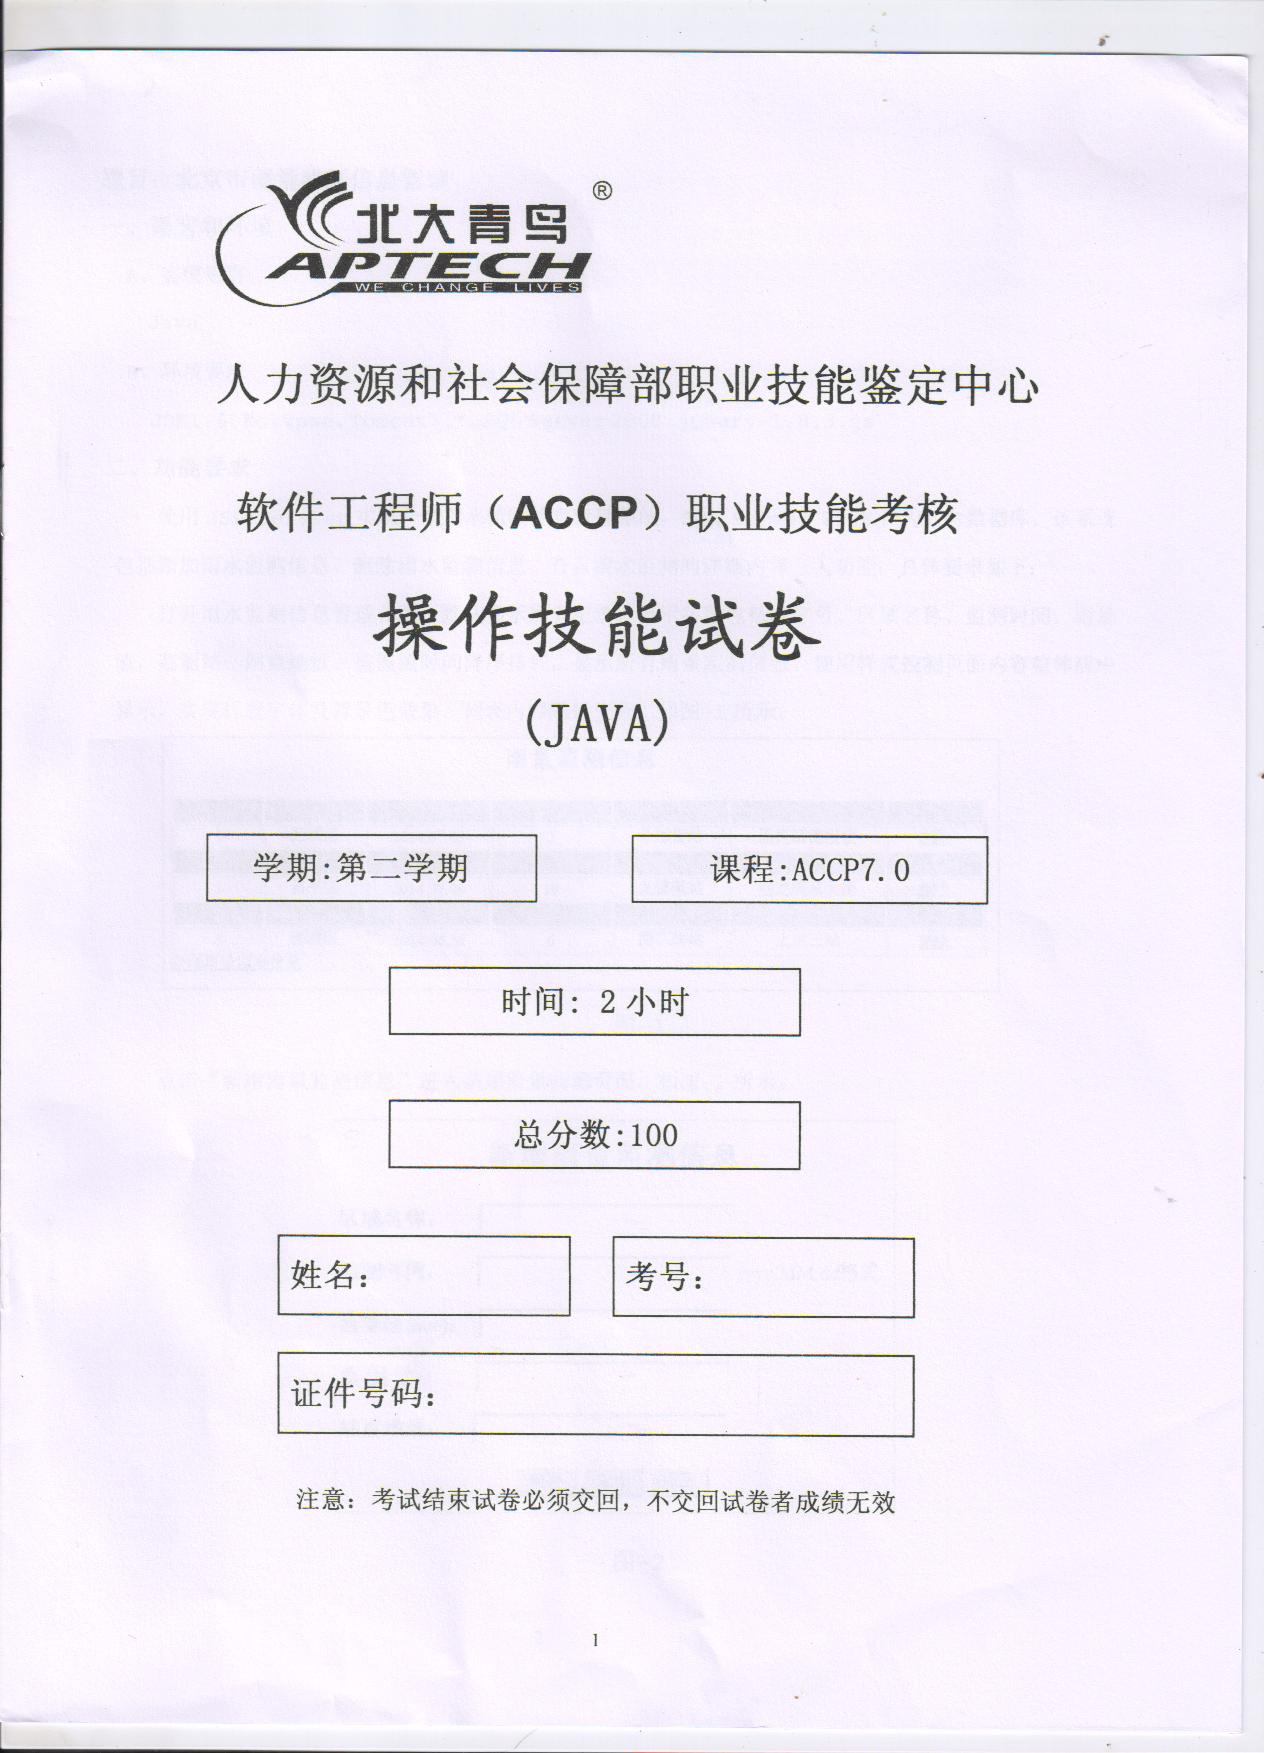 北大青鸟®
APTECH
WE CHANGE LIVES
人力资源和社会保障部职业技能鉴定中心
软件工程师（ACCP）职业技能考核
操作技能试卷
(JAVA)
学期:第二学期
课程:ACCP7.0
时间: 2 小时
总分数:100
姓名:
考号:
证件号码:
注意: 考试结束试卷必须交回, 不交回试卷者成绩无效
1